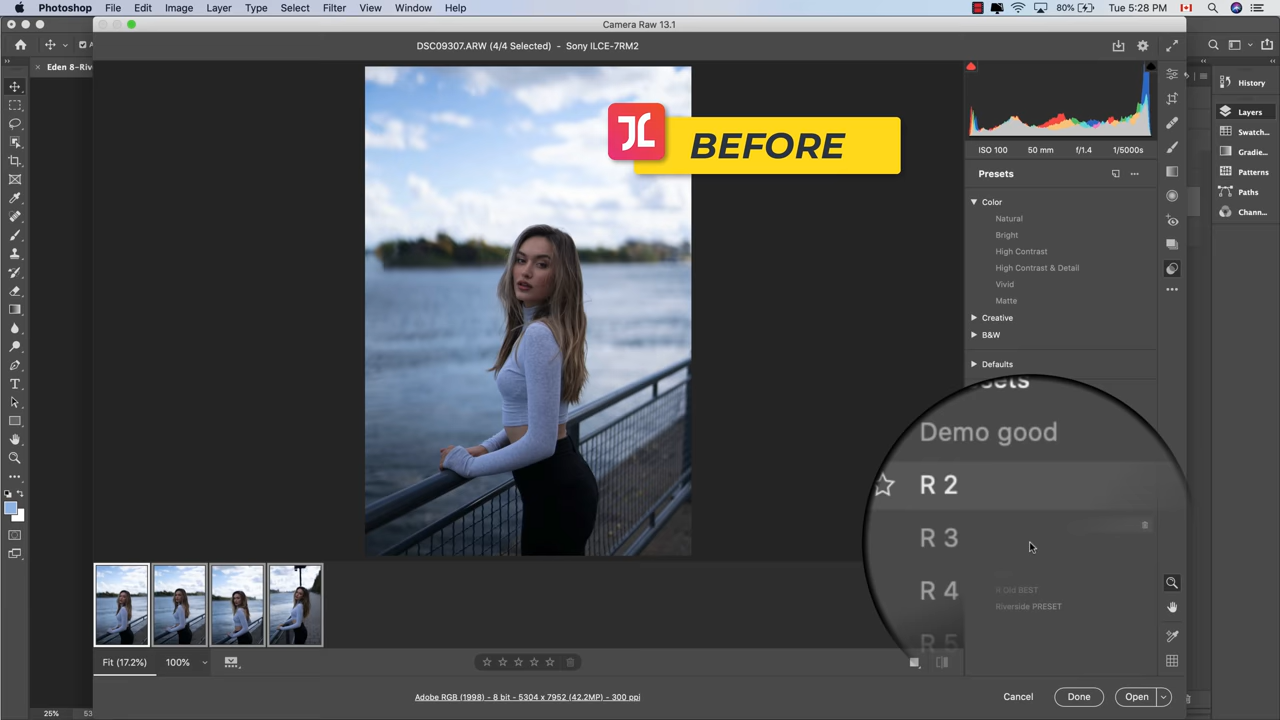 Photoshop File Edit Image Layer Type Select Filter View Window Help
80% Tue 5:28 PM
Camera Raw 13.1
DSC09307.ARW (4/4 Selected) - Sony ILCE-7RM2
Eden 8-Riv
History
Layers
Swatch...
Gradie...
Patterns
Paths
Chann...
JL
BEFORE
ISO 100 50 mm f/1.4 1/5000s
Presets
Color
Natural
Bright
High Contrast
High Contrast & Detail
Vivid
Matte
Creative
B&W
Defaults
Demo good
R 2
R 3
R 4
R 5
R Old BEST
Riverside PRESET
Fit (17.2%) 100%
Adobe RGB (1998) - 8 bit - 5304 x 7952 (42.2MP) - 300 ppi
Cancel Done Open
25%